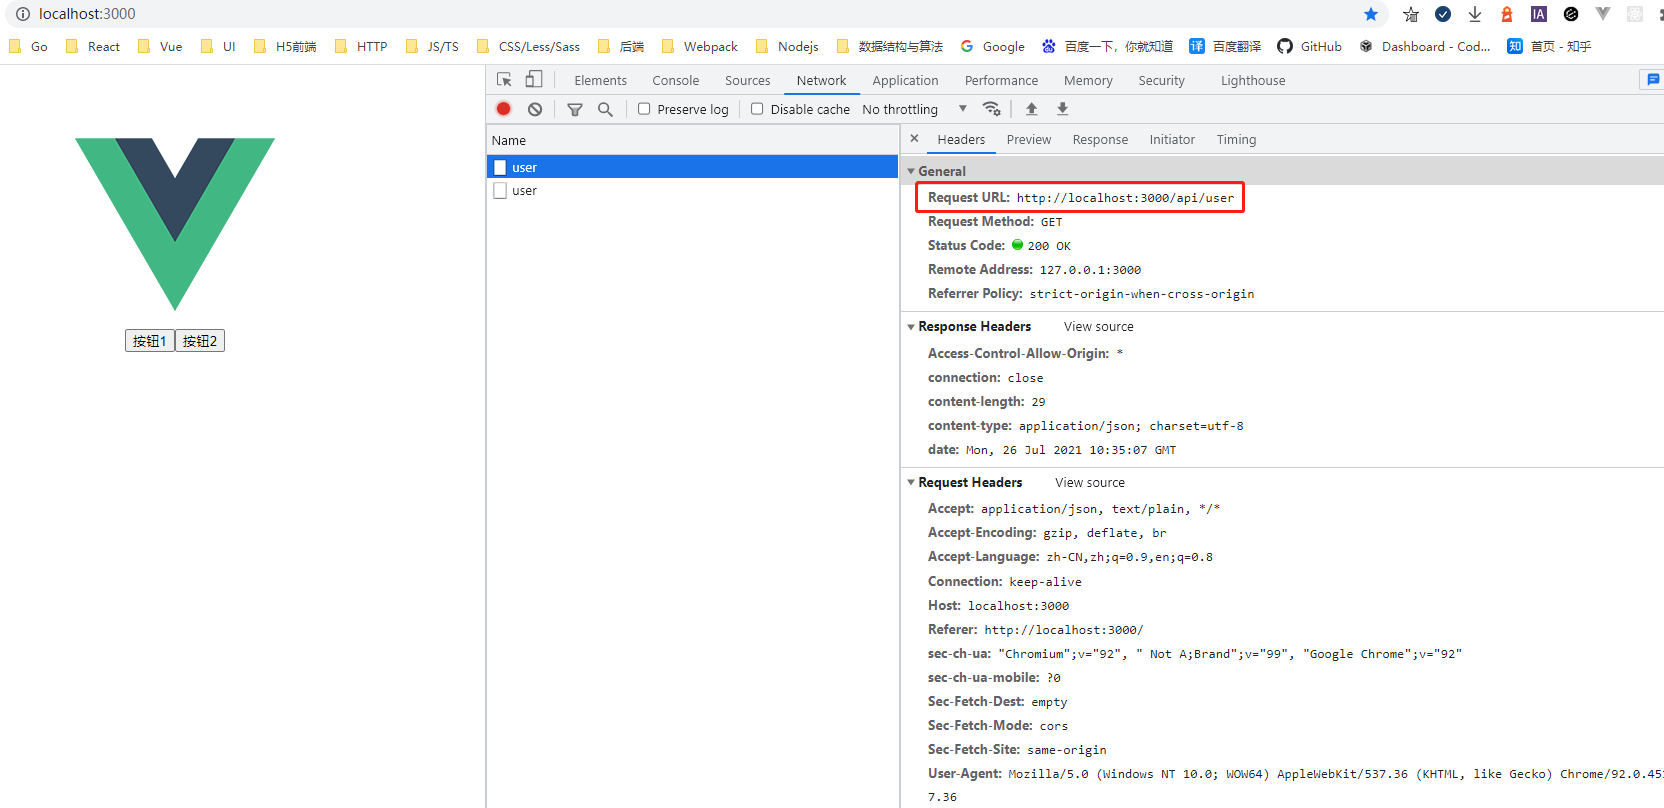 localhost:3000
IA
Go React Vue UI H5前端 HTTP JS/TS CSS/Less/Sass 后端 Webpack Nodejs 数据结构与算法 Google 百度一下，你就知道 译 百度翻译 GitHub Dashboard - Cod... 知 首页 - 知乎
Elements Console Sources Network Application Performance Memory Security Lighthouse
Preserve log Disable cache No throttling
Name
Headers Preview Response Initiator Timing
user
user
General
Request URL: http://localhost:3000/api/user
Request Method: GET
Status Code: 200 OK
Remote Address: 127.0.0.1:3000
Referrer Policy: strict-origin-when-cross-origin
按钮1 按钮2
Response Headers View source
Access-Control-Allow-Origin: *
connection: close
content-length: 29
content-type: application/json; charset=utf-8
date: Mon, 26 Jul 2021 10:35:07 GMT
Request Headers View source
Accept: application/json, text/plain, */*
Accept-Encoding: gzip, deflate, br
Accept-Language: zh-CN,zh;q=0.9,en;q=0.8
Connection: keep-alive
Host: localhost:3000
Referer: http://localhost:3000/
sec-ch-ua: "Chromium";v="92", " Not A;Brand";v="99", "Google Chrome";v="92"
sec-ch-ua-mobile: ?0
Sec-Fetch-Dest: empty
Sec-Fetch-Mode: cors
Sec-Fetch-Site: same-origin
User-Agent: Mozilla/5.0 (Windows NT 10.0; WOW64) AppleWebKit/537.36 (KHTML, like Gecko) Chrome/92.0.45
7.36